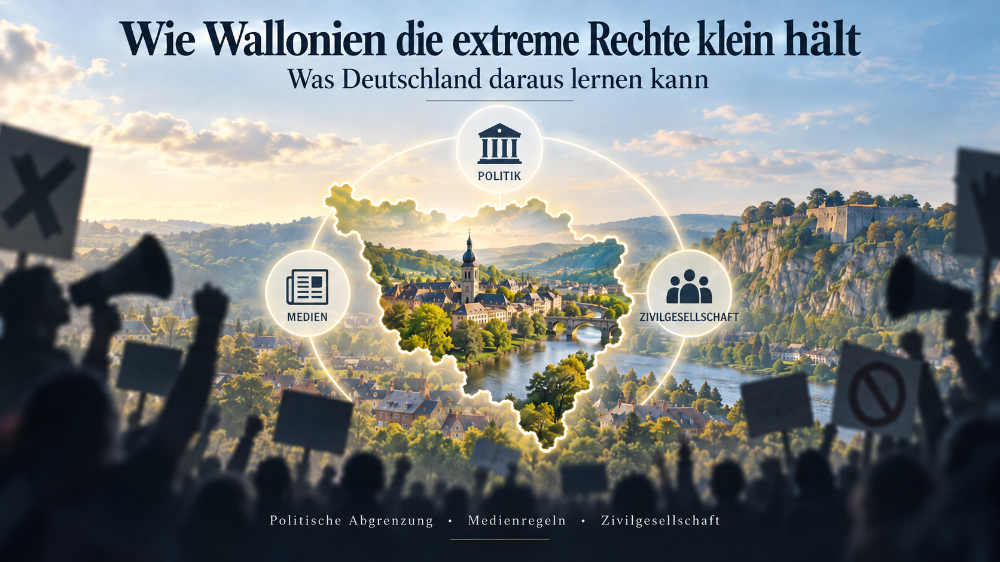 Wie Wallonien die extreme Rechte klein hält
Was Deutschland daraus lernen kann
POLITIK
MEDIEN
ZIVILGESELLSCHAFT
Politische Abgrenzung • Medienregeln • Zivilgesellschaft